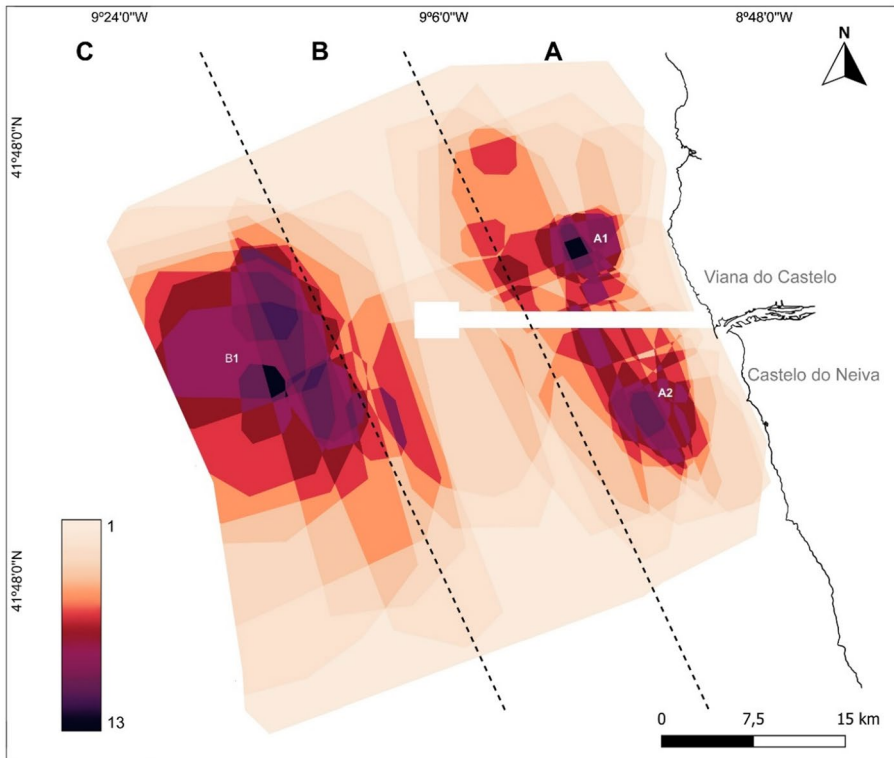 9º24'0"W 9º6'0"W 8º48'0"W
C B A N
41º48'0"N
A1
Viana do Castelo
B1
Castelo do Neiva
A2
1
41º48'0"N
13
0 7,5 15 km